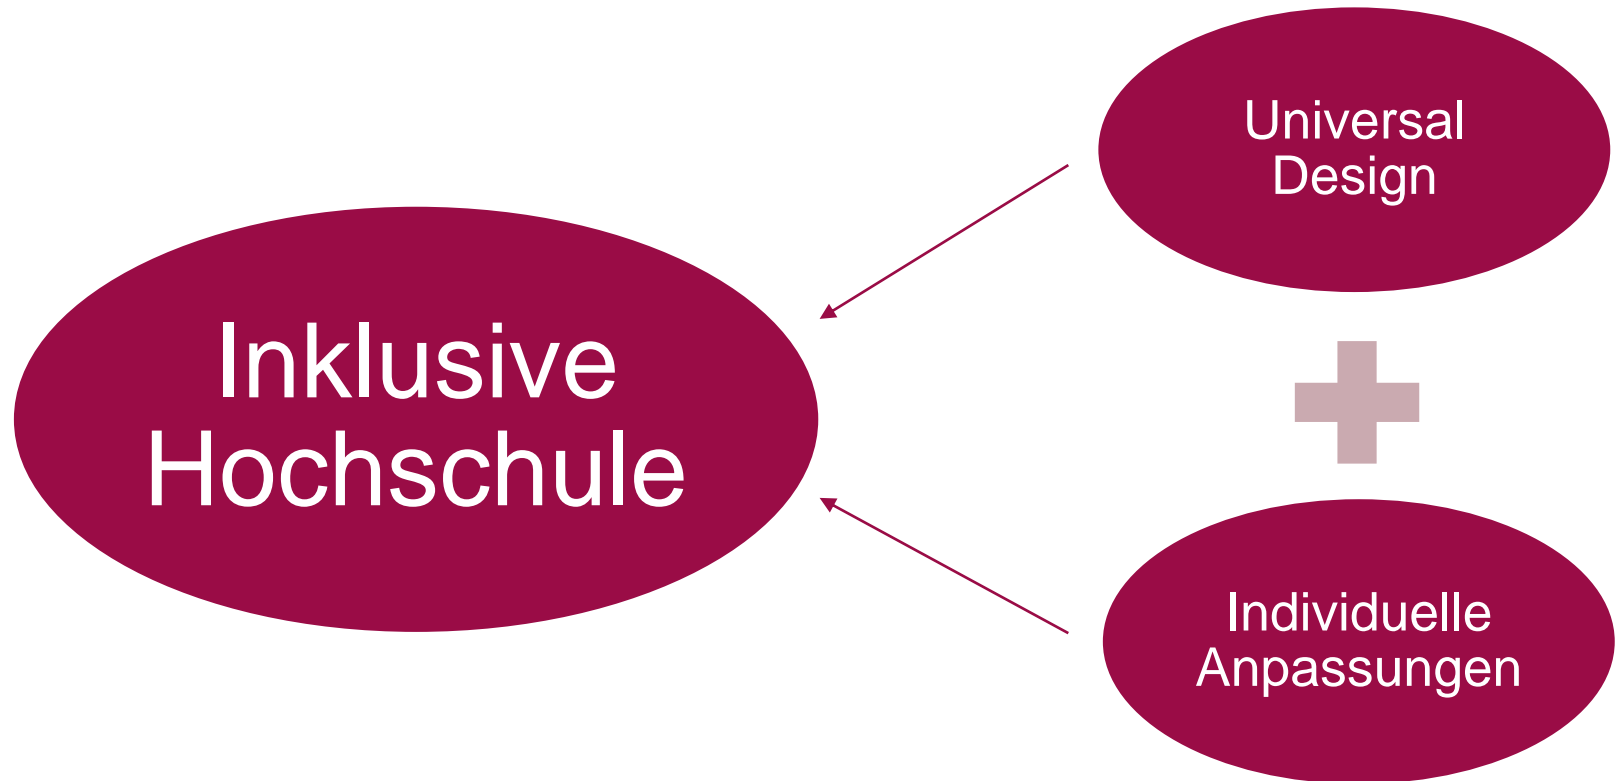 Universal
Design
Inklusive
Hochschule
Individuelle
Anpassungen